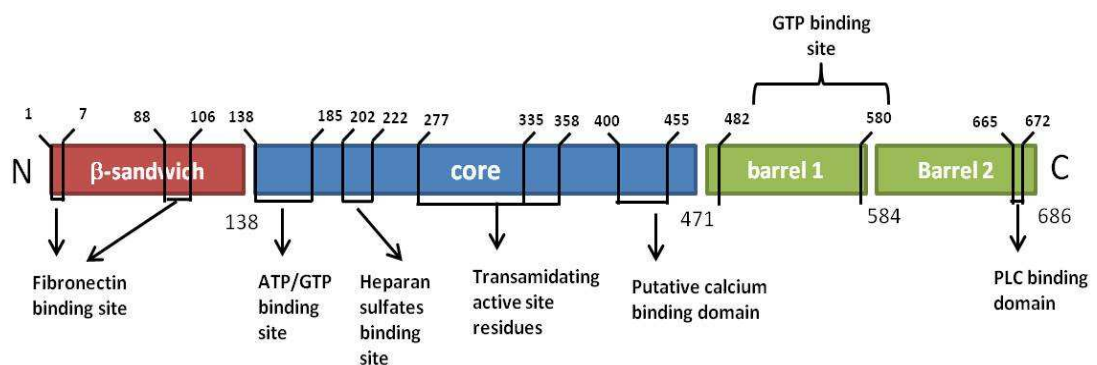 GTP binding
site
1 7 88 106 138 185 202 222 277 335 358 400 455 482 580 665 672
N β-sandwich core barrel 1 Barrel 2 C
138 471 584 686
Fibronectin
binding site
ATP/GTP
binding
site
Heparan
sulfates
binding
site
Transamidating
active site
residues
Putative calcium
binding domain
PLC binding
domain